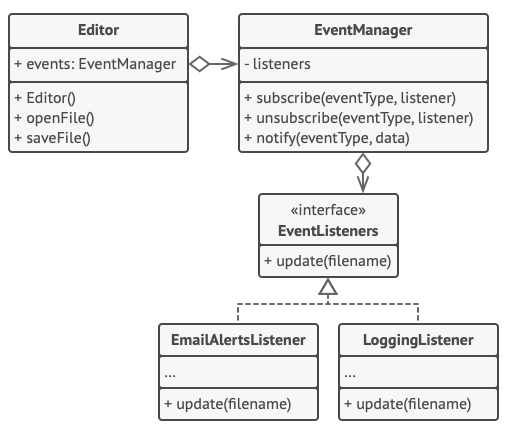 Editor
+ events: EventManager
+ Editor()
+ openFile()
+ saveFile()
EventManager
- listeners
+ subscribe(eventType, listener)
+ unsubscribe(eventType, listener)
+ notify(eventType, data)
«interface»
EventListeners
+ update(filename)
EmailAlertsListener
...
+ update(filename)
LoggingListener
...
+ update(filename)